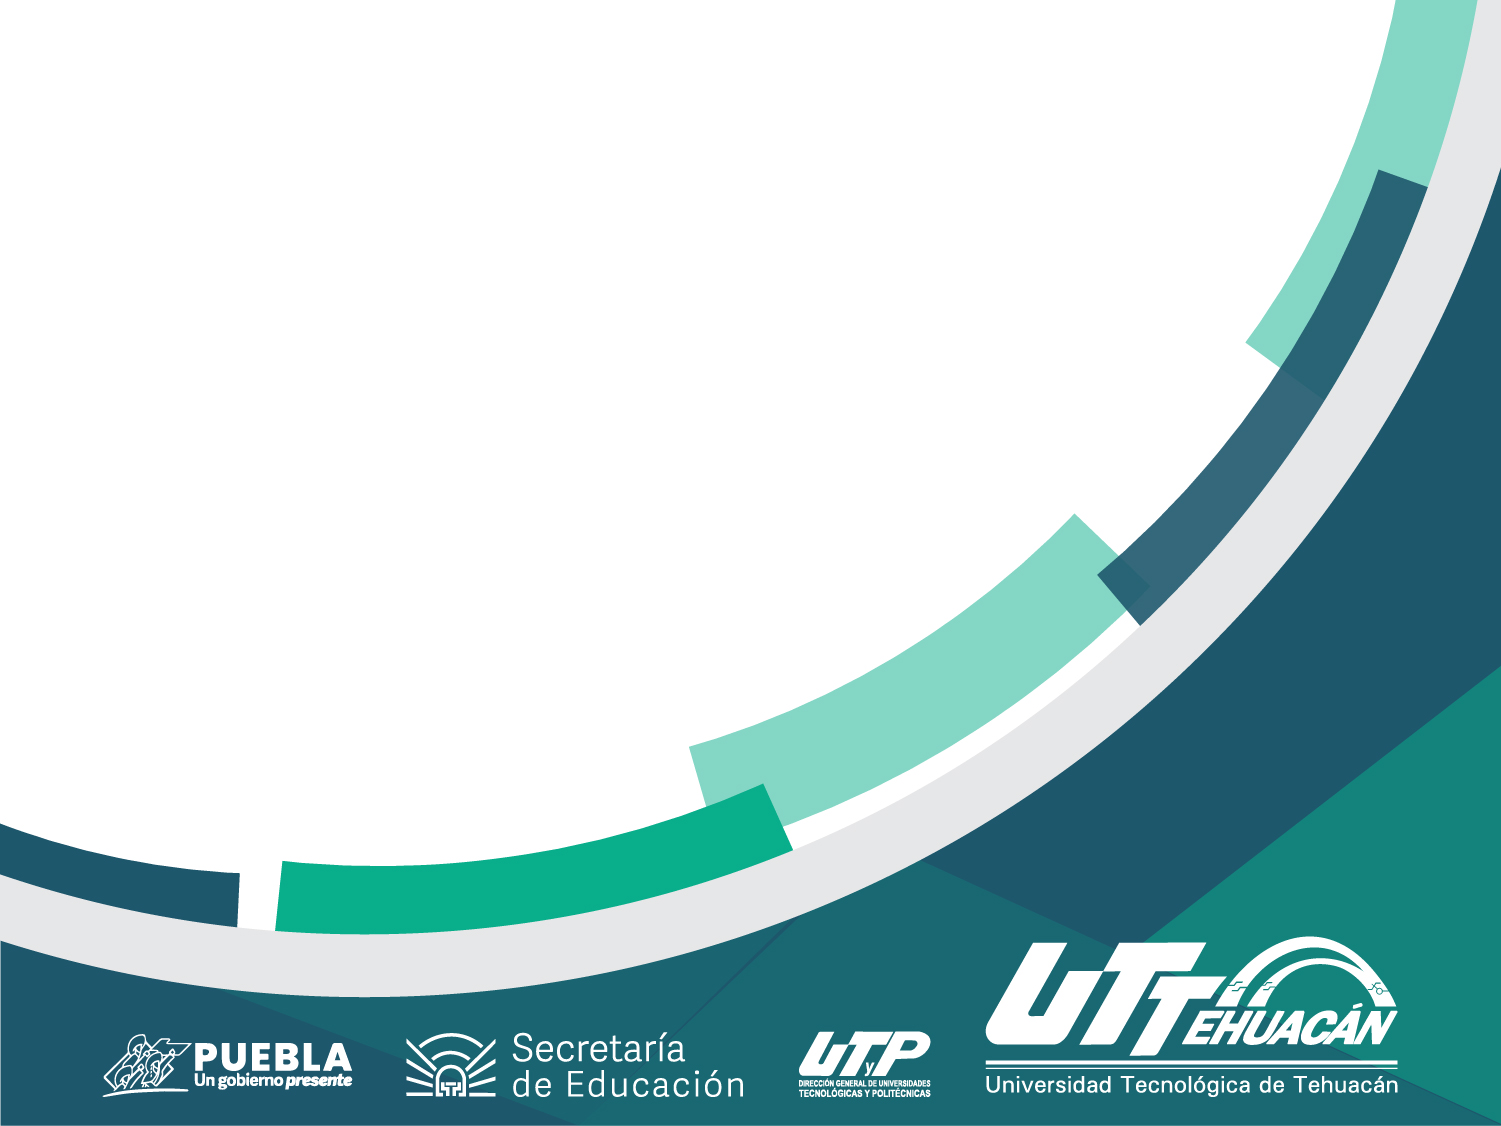 PUEBLA
Un gobierno presente
Secretaría
de Educación
UTyP
DIRECCIÓN GENERAL DE UNIVERSIDADES
TECNOLÓGICAS Y POLITÉCNICAS
UTTEHUACÁN
Universidad Tecnológica de Tehuacán